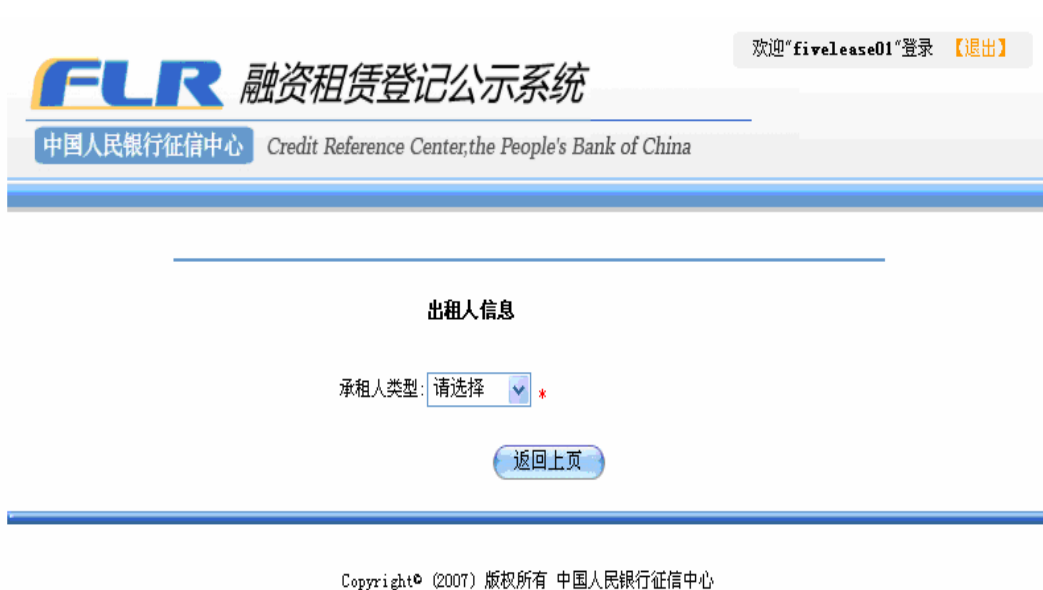 欢迎"fivelease01"登录 【退出】
FLR 融资租赁登记公示系统
中国人民银行征信中心 Credit Reference Center,the People's Bank of China
出租人信息
承租人类型: 请选择 *
返回上页
Copyright© (2007) 版权所有 中国人民银行征信中心